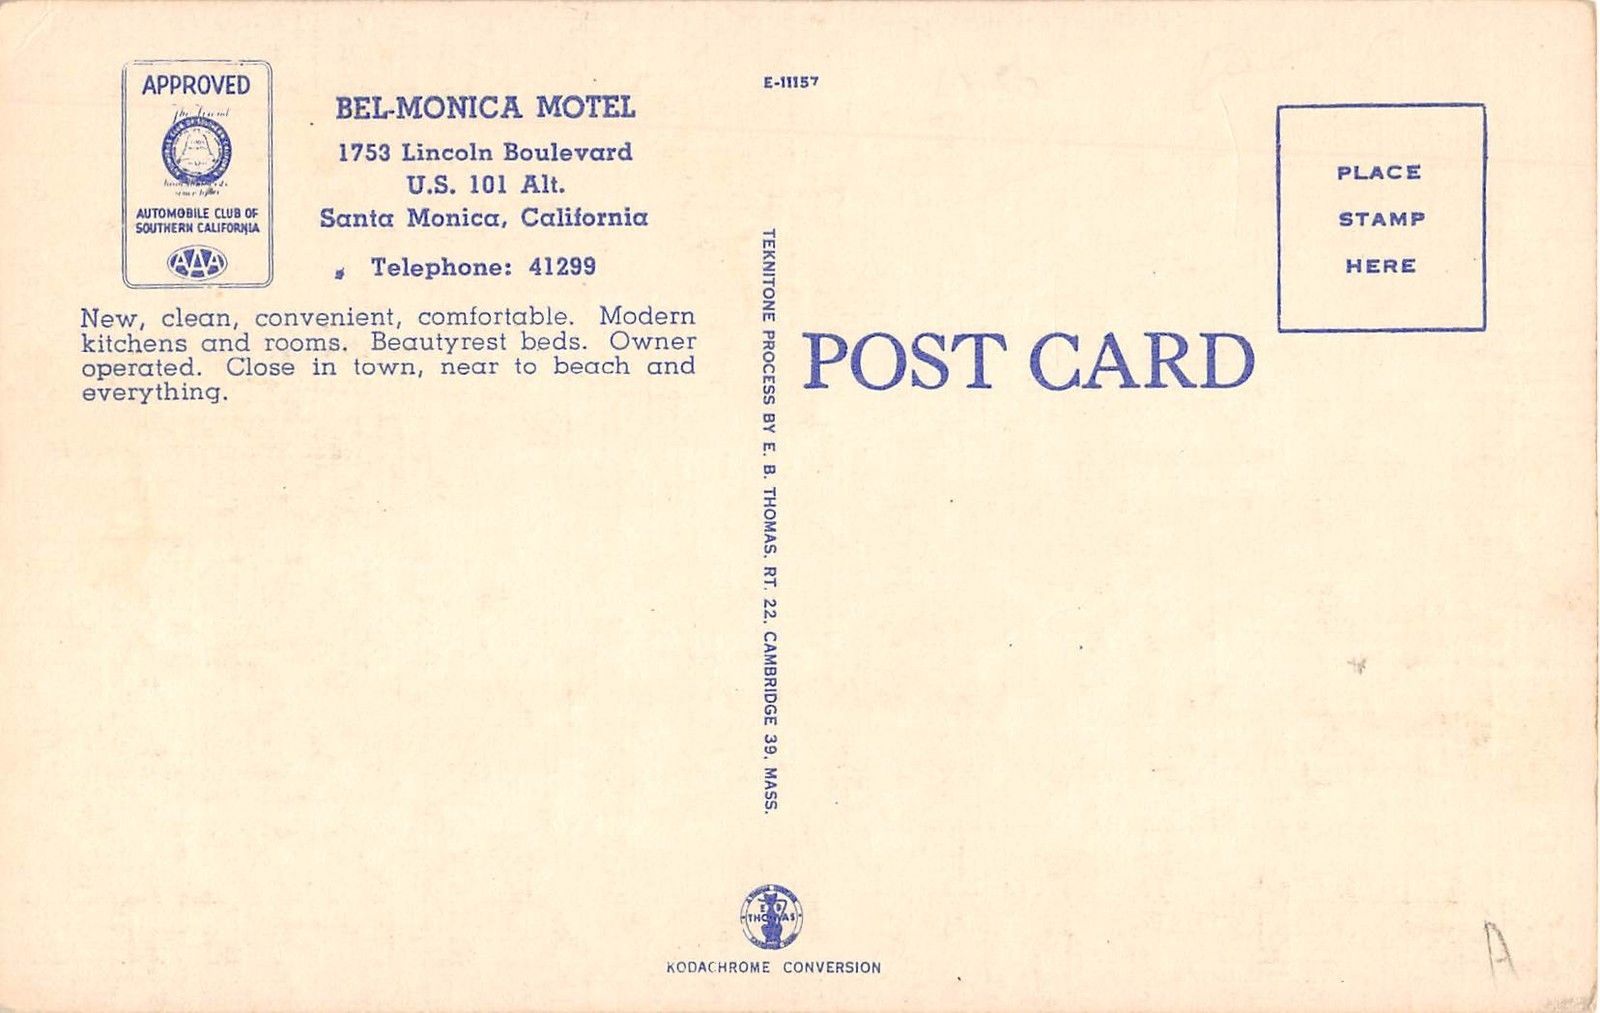 APPROVED
The Friend
AUTOMOBILE CLUB OF
SOUTHERN CALIFORNIA
AAA
BEL-MONICA MOTEL
1753 Lincoln Boulevard
U.S. 101 Alt.
Santa Monica, California
Telephone: 41299
New, clean, convenient, comfortable. Modern
kitchens and rooms. Beautyrest beds. Owner
operated. Close in town, near to beach and
everything.
E-11157
TEKNITONE PROCESS BY E. B. THOMAS, RT. 22, CAMBRIDGE 39, MASS.
POST CARD
PLACE
STAMP
HERE
E B
THOMAS
KODACHROME CONVERSION
A